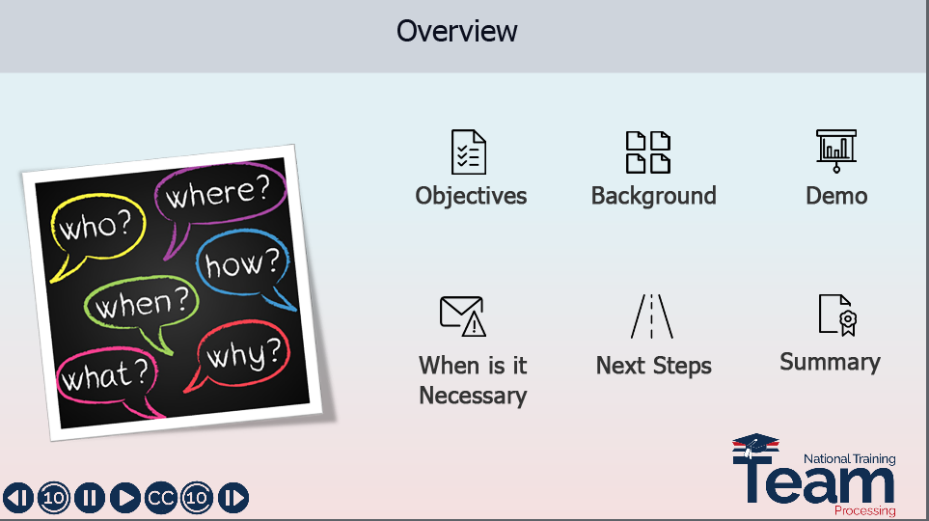 Overview
who?
where?
how?
when?
what?
why?
Objectives
Background
Demo
When is it
Necessary
Next Steps
Summary
10
CC
10
National Training
Team
Processing